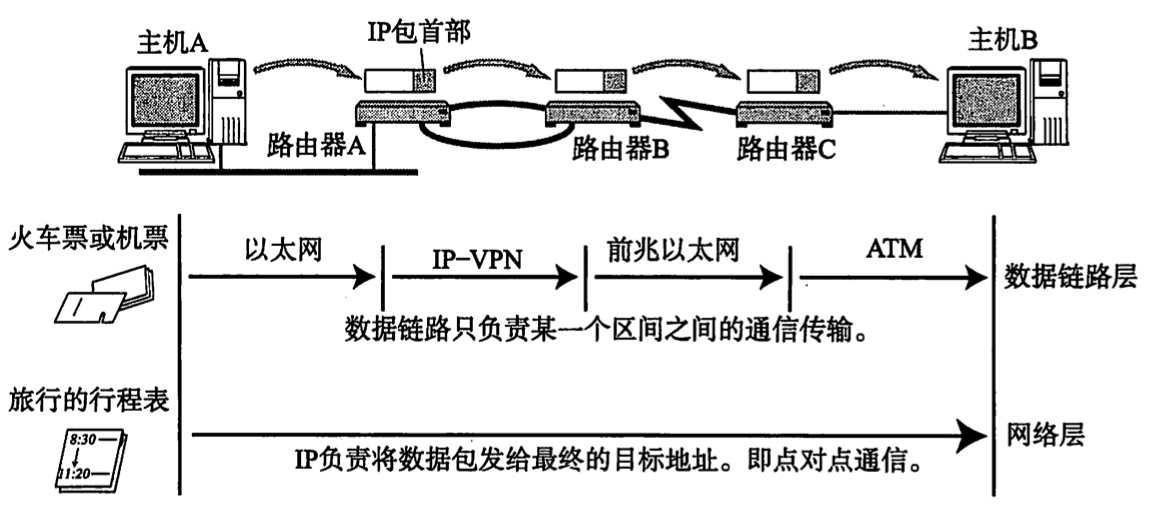 主机A
IP包首部
主机B
路由器A
路由器B
路由器C
火车票或机票
以太网
IP-VPN
前兆以太网
ATM
数据链路层
数据链路只负责某一个区间之间的通信传输。
旅行的行程表
8:30
11:20
网络层
IP负责将数据包发给最终的目标地址。即点对点通信。